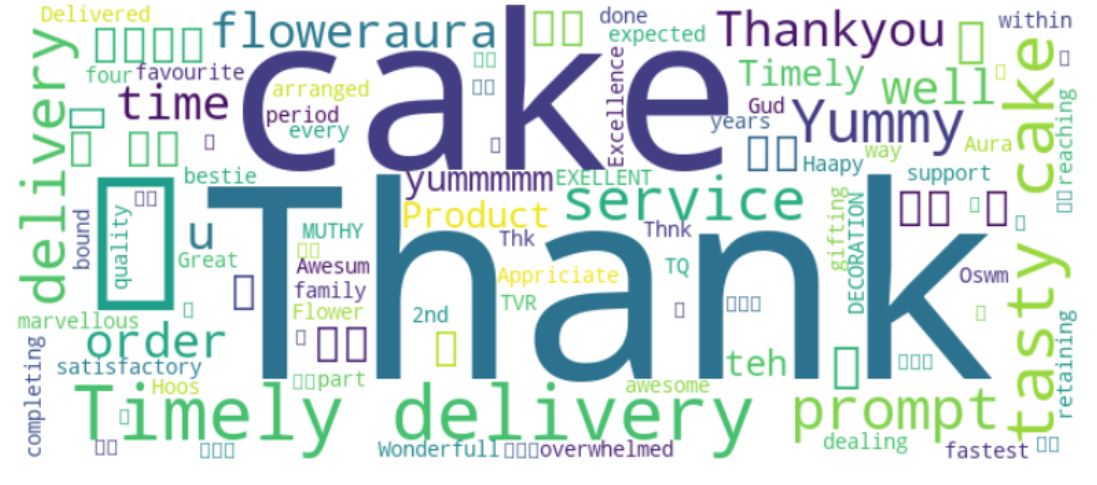 Delivered
floweraura
cake
done
expected
Thankyou
within
four
favourite
arranged
time
period
every
Excellence
Timely
well
Gud
years
Yummy
way
Aura
Haapy
support
reaching
cake
delivery
bestie
yummmmm
EXELLENT
Product
service
Thank
bound
quality
u
Great
MUTHY
Awesum
family
Flower
Thk
Thnk
Appriciate
TQ
TVR
2nd
gifting
DECORATION
Oswm
tasty
marvellous
order
satisfactory
Hoos
part
teh
awesome
retaining
completing
Timely delivery
prompt
dealing
Wonderfull
overwhelmed
fastest